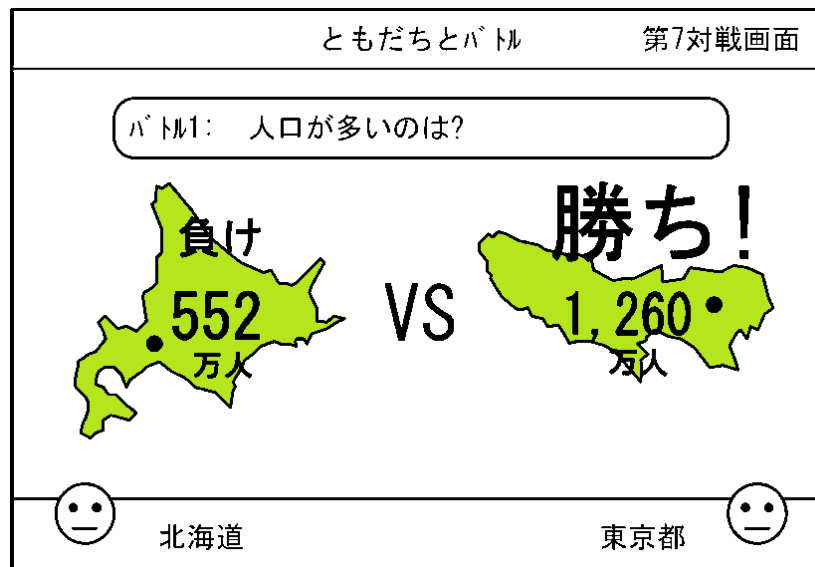 ともだちとﾊﾞﾄﾙ 第7対戦画面
ﾊﾞﾄﾙ1: 人口が多いのは?
負け 勝ち!
552 VS 1,260
万人 万人
北海道 東京都